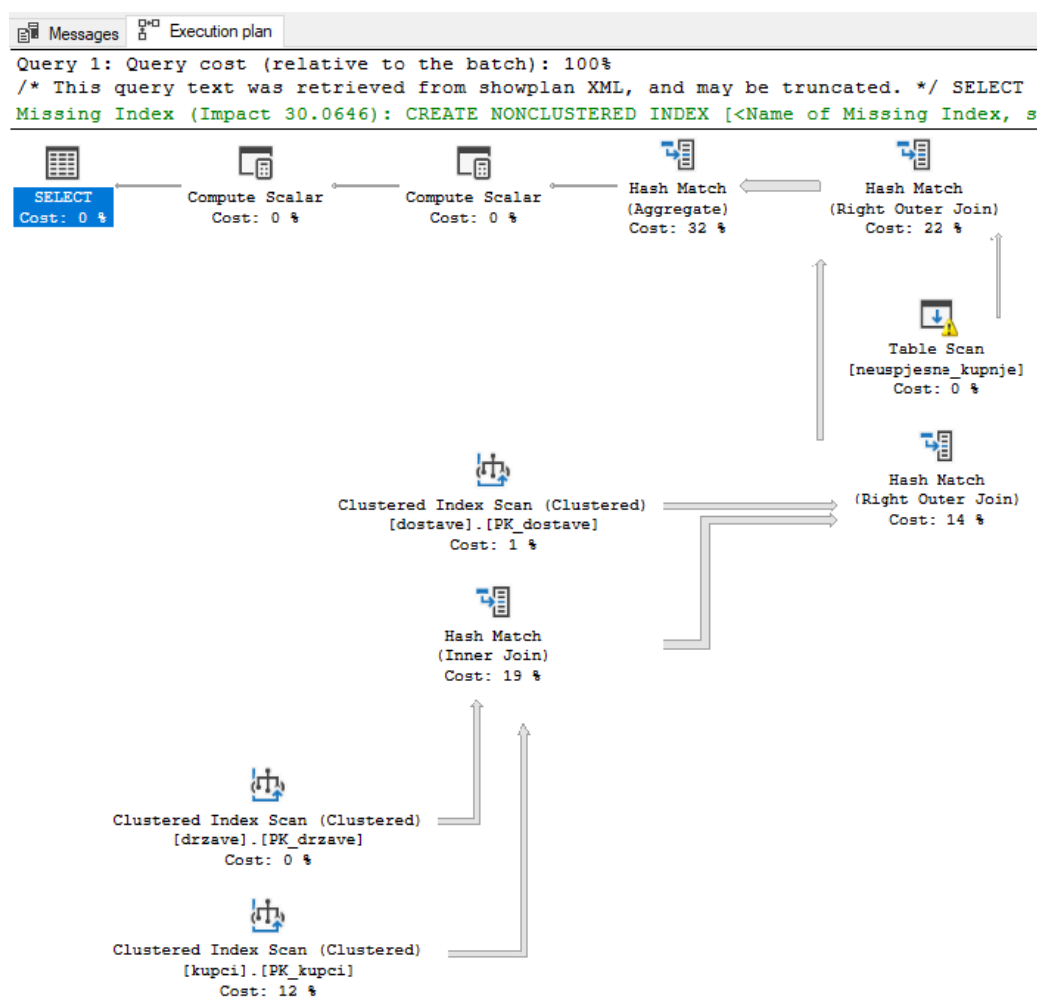 Messages
Execution plan
Query 1: Query cost (relative to the batch): 100%
/* This query text was retrieved from showplan XML, and may be truncated. */ SELECT
Missing Index (Impact 30.0646): CREATE NONCLUSTERED INDEX [<Name of Missing Index, s
SELECT
Cost: 0 %
Compute Scalar
Cost: 0 %
Compute Scalar
Cost: 0 %
Hash Match
(Aggregate)
Cost: 32 %
Hash Match
(Right Outer Join)
Cost: 22 %
Table Scan
[neuspjesne_kupnje]
Cost: 0 %
Hash Match
(Right Outer Join)
Cost: 14 %
Clustered Index Scan (Clustered)
[dostave].[PK_dostave]
Cost: 1 %
Hash Match
(Inner Join)
Cost: 19 %
Clustered Index Scan (Clustered)
[drzave].[PK_drzave]
Cost: 0 %
Clustered Index Scan (Clustered)
[kupci].[PK_kupci]
Cost: 12 %